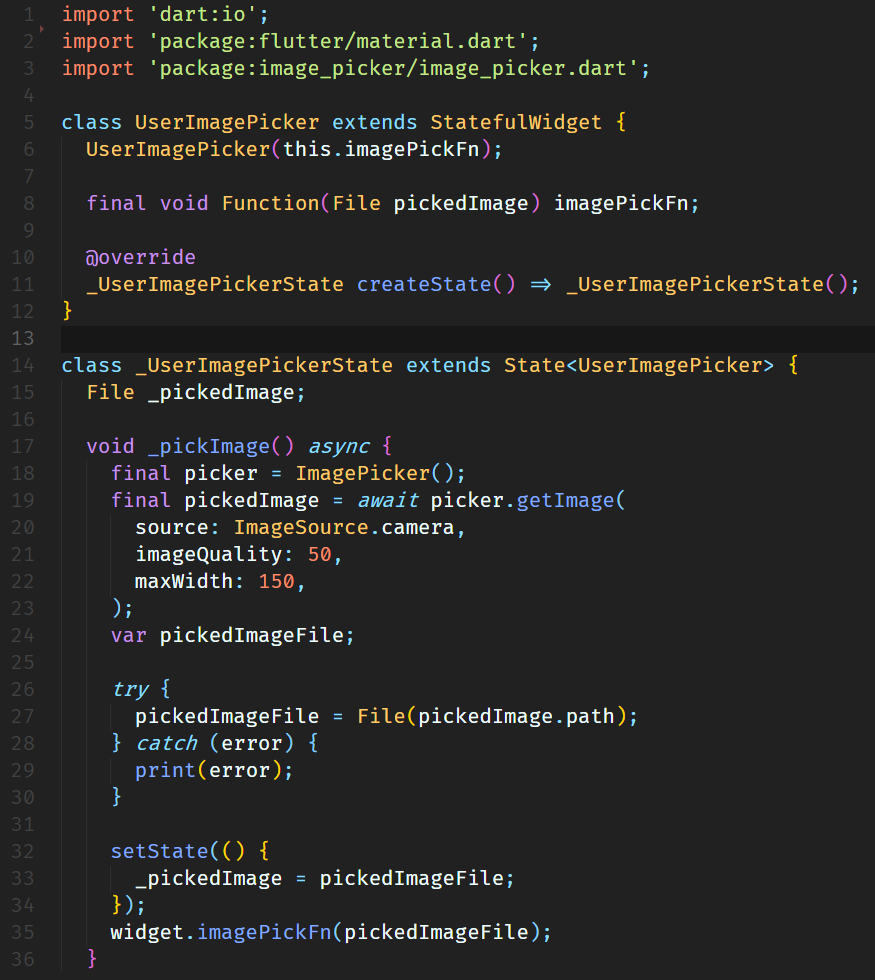 1 import 'dart:io';
2 import 'package:flutter/material.dart';
3 import 'package:image_picker/image_picker.dart';
4
5 class UserImagePicker extends StatefulWidget {
6   UserImagePicker(this.imagePickFn);
7
8   final void Function(File pickedImage) imagePickFn;
9
10   @override
11   _UserImagePickerState createState() => _UserImagePickerState();
12 }
13
14 class _UserImagePickerState extends State<UserImagePicker> {
15   File _pickedImage;
16
17   void _pickImage() async {
18     final picker = ImagePicker();
19     final pickedImage = await picker.getImage(
20       source: ImageSource.camera,
21       imageQuality: 50,
22       maxWidth: 150,
23     );
24     var pickedImageFile;
25
26     try {
27       pickedImageFile = File(pickedImage.path);
28     } catch (error) {
29       print(error);
30     }
31
32     setState(() {
33       _pickedImage = pickedImageFile;
34     });
35     widget.imagePickFn(pickedImageFile);
36   }